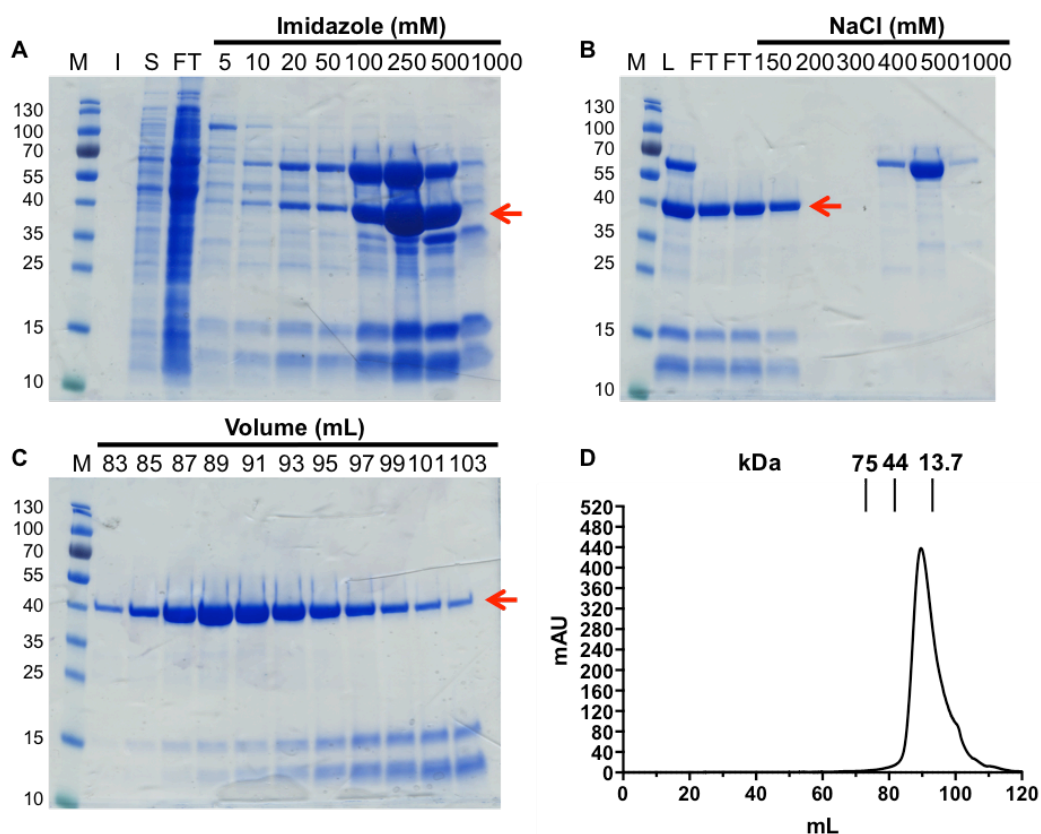 Imidazole (mM)
A
M I S FT 5 10 20 50 100 250 500 1000
130
100
70
55
40
35
25
15
10
NaCl (mM)
B
M L FT FT 150 200 300 400 500 1000
130
100
70
55
40
35
25
15
10
Volume (mL)
C
M 83 85 87 89 91 93 95 97 99 101 103
130
100
70
55
40
35
25
15
10
D
kDa 75 44 13.7
520
480
440
400
360
320
280
240
200
160
120
80
40
0
mAU
0 20 40 60 80 100 120
mL